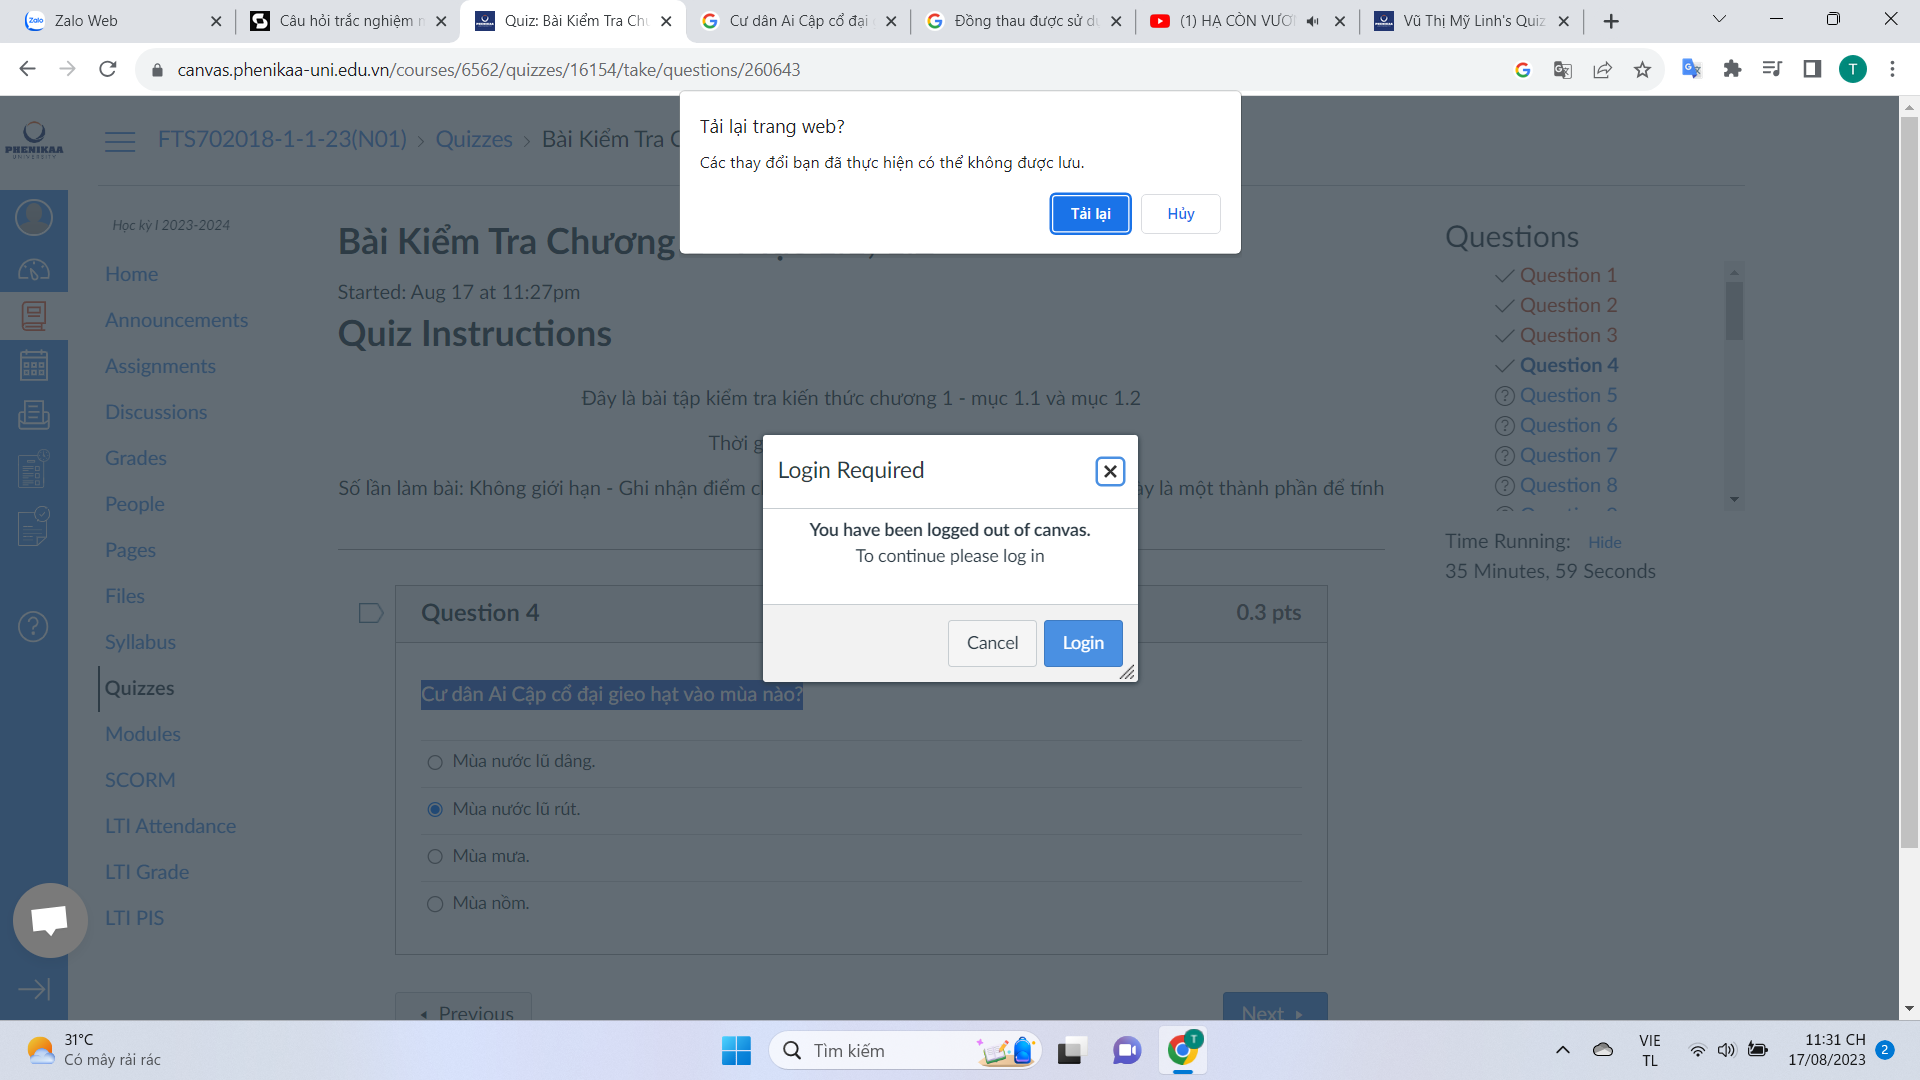 Zalo Web
Câu hỏi trắc nghiệm
Quiz: Bài Kiểm Tra Ch
Cư dân Ai Cập cổ đại
Đồng thau được sử d
(1) HẠ CÒN VƯƠ
Vũ Thị Mỹ Linh's Quiz
canvas.phenikaa-uni.edu.vn/courses/6562/quizzes/16154/take/questions/260643
T
Tải lại trang web?
Các thay đổi bạn đã thực hiện có thể không được lưu.
Tải lại
Hủy
PHENIKAA
UNIVERSITY
FTS702018-1-1-23(N01) › Quizzes › Bài Kiểm Tra
Học kỳ I 2023-2024
Home
Announcements
Assignments
Discussions
Grades
People
Pages
Files
Syllabus
Quizzes
Modules
SCORM
LTI Attendance
LTI Grade
LTI PIS
Bài Kiểm Tra Chương
Started: Aug 17 at 11:27pm
Quiz Instructions
Đây là bài tập kiểm tra kiến thức chương 1 - mục 1.1 và mục 1.2
Thời
Số lần làm bài: Không giới hạn - Ghi nhận điểm
là một thành phần để tính
Login Required
You have been logged out of canvas.
To continue please log in
Cancel
Login
Question 4
0.3 pts
Cư dân Ai Cập cổ đại gieo hạt vào mùa nào?
Mùa nước lũ dâng.
Mùa nước lũ rút.
Mùa mưa.
Mùa nồm.
Previous
Next
Questions
Question 1
Question 2
Question 3
Question 4
Question 5
Question 6
Question 7
Question 8
Time Running: Hide
35 Minutes, 59 Seconds
31°C
Có mây rải rác
Tìm kiếm
T
VIE
TL
11:31 CH
17/08/2023
2